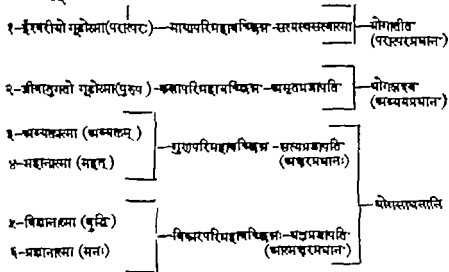 १-ईश्वरीयो गूढोत्मा (परात्परः) -मायापरिग्रहावच्छिन्न -सत्यस्यसत्यात्मा योगातीत
(परात्परप्रधान)
२-जीवानुगतो गूढोत्मा (पुरुष) -कलापरिग्रहावच्छिन्न -अमृतप्रजापति
(अव्ययप्रधान)
३-अव्यक्तात्मा (अव्यक्तम्)
-गुणपरिग्रहावच्छिन्न -सत्यप्रजापति
(अक्षरप्रधानः)
४-महानात्मा (महत्)
-योगसाधनानि
५-विज्ञानात्मा (बुद्धि)
-विकारपरिग्रहावच्छिन्नः -यज्ञप्रजापति
(आत्मक्षरप्रधान)
६-प्रज्ञानात्मा (मनः)